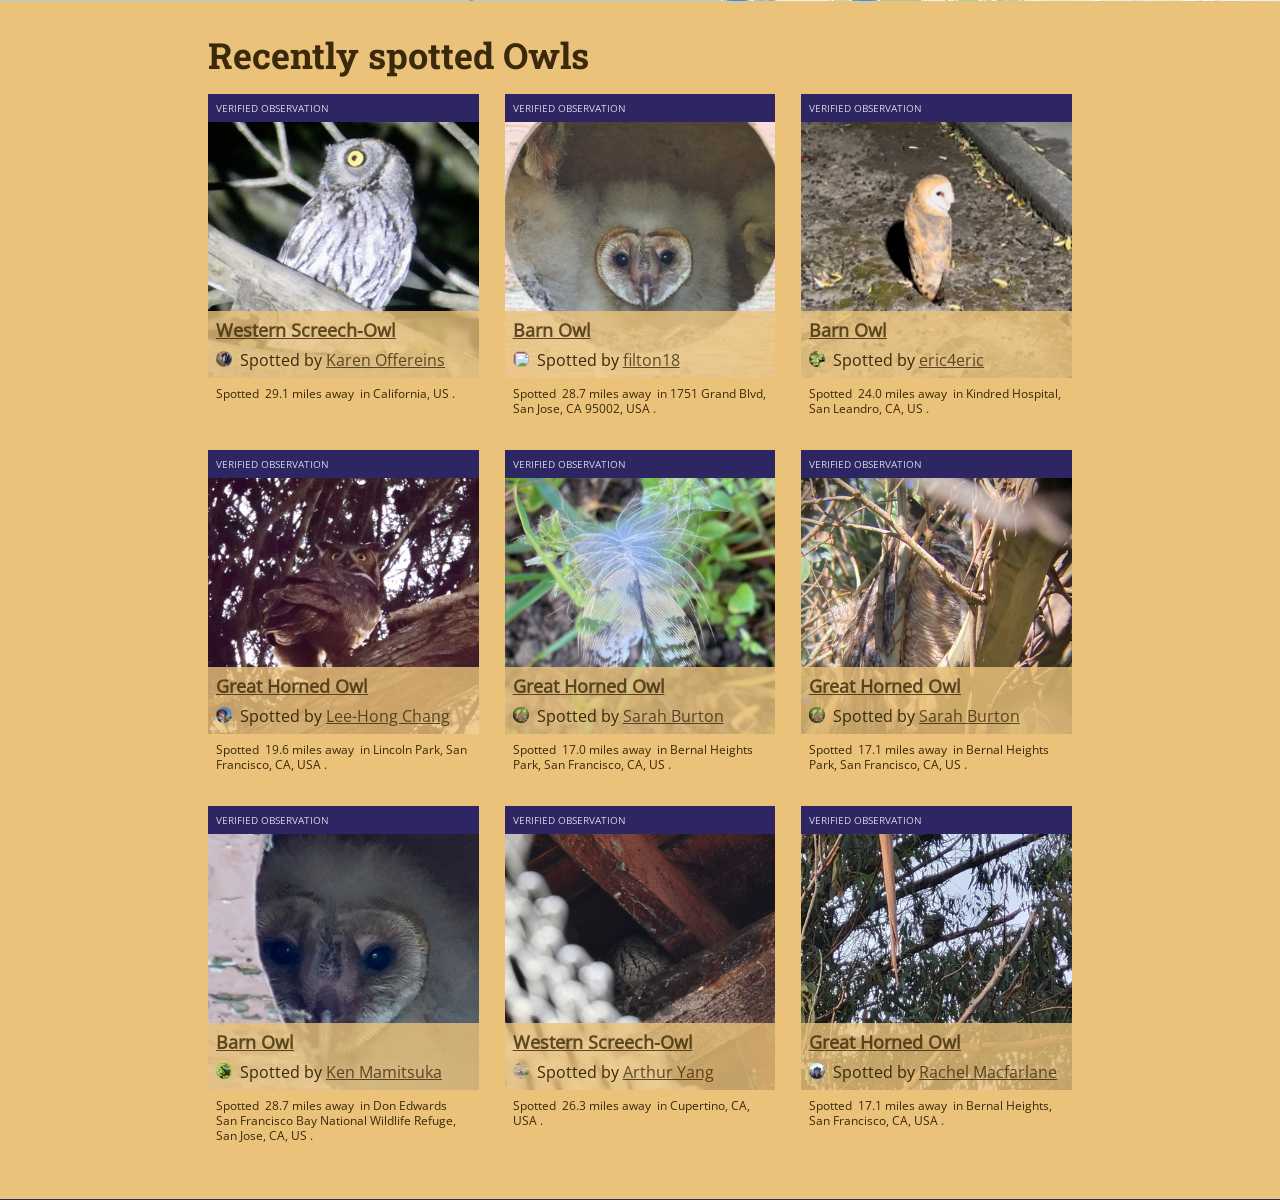 Recently spotted Owls
VERIFIED OBSERVATION
Western Screech-Owl
Spotted by Karen Offereins
Spotted 29.1 miles away in California, US .
VERIFIED OBSERVATION
Barn Owl
Spotted by filton18
Spotted 28.7 miles away in 1751 Grand Blvd,
San Jose, CA 95002, USA .
VERIFIED OBSERVATION
Barn Owl
Spotted by eric4eric
Spotted 24.0 miles away in Kindred Hospital,
San Leandro, CA, US .
VERIFIED OBSERVATION
Great Horned Owl
Spotted by Lee-Hong Chang
Spotted 19.6 miles away in Lincoln Park, San
Francisco, CA, USA .
VERIFIED OBSERVATION
Great Horned Owl
Spotted by Sarah Burton
Spotted 17.0 miles away in Bernal Heights
Park, San Francisco, CA, US .
VERIFIED OBSERVATION
Great Horned Owl
Spotted by Sarah Burton
Spotted 17.1 miles away in Bernal Heights
Park, San Francisco, CA, US .
VERIFIED OBSERVATION
Barn Owl
Spotted by Ken Mamitsuka
Spotted 28.7 miles away in Don Edwards
San Francisco Bay National Wildlife Refuge,
San Jose, CA, US .
VERIFIED OBSERVATION
Western Screech-Owl
Spotted by Arthur Yang
Spotted 26.3 miles away in Cupertino, CA,
USA .
VERIFIED OBSERVATION
Great Horned Owl
Spotted by Rachel Macfarlane
Spotted 17.1 miles away in Bernal Heights,
San Francisco, CA, USA .